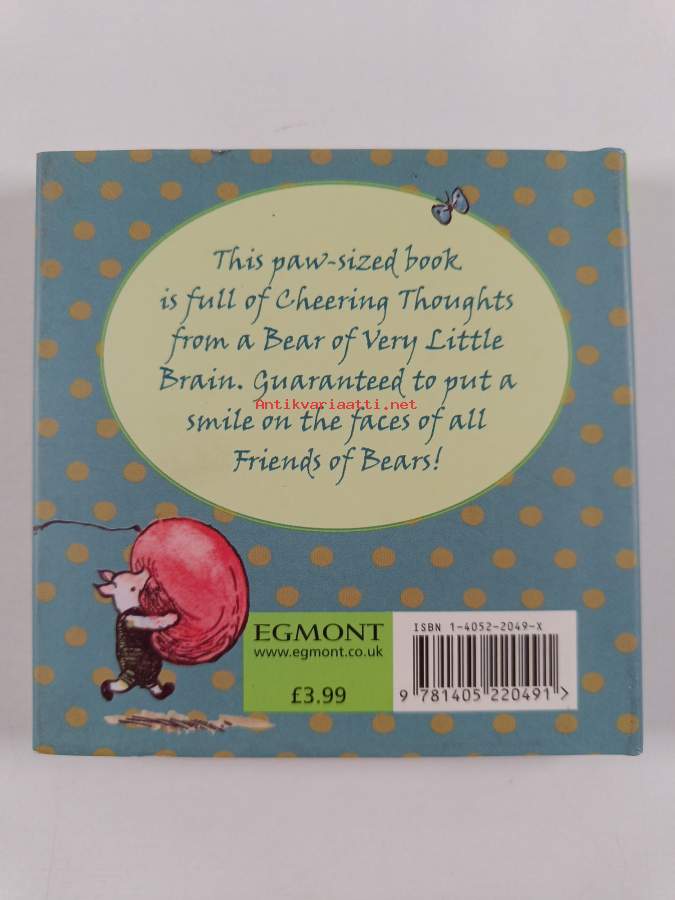 This paw-sized book
is full of Cheering Thoughts
from a Bear of Very Little
Brain. Guaranteed to put a
Antikvariaatti.net
smile on the faces of all
Friends of Bears!
EGMONT
www.egmont.co.uk
£3.99
ISBN 1-4052-2049-X
9 781405 220491 >